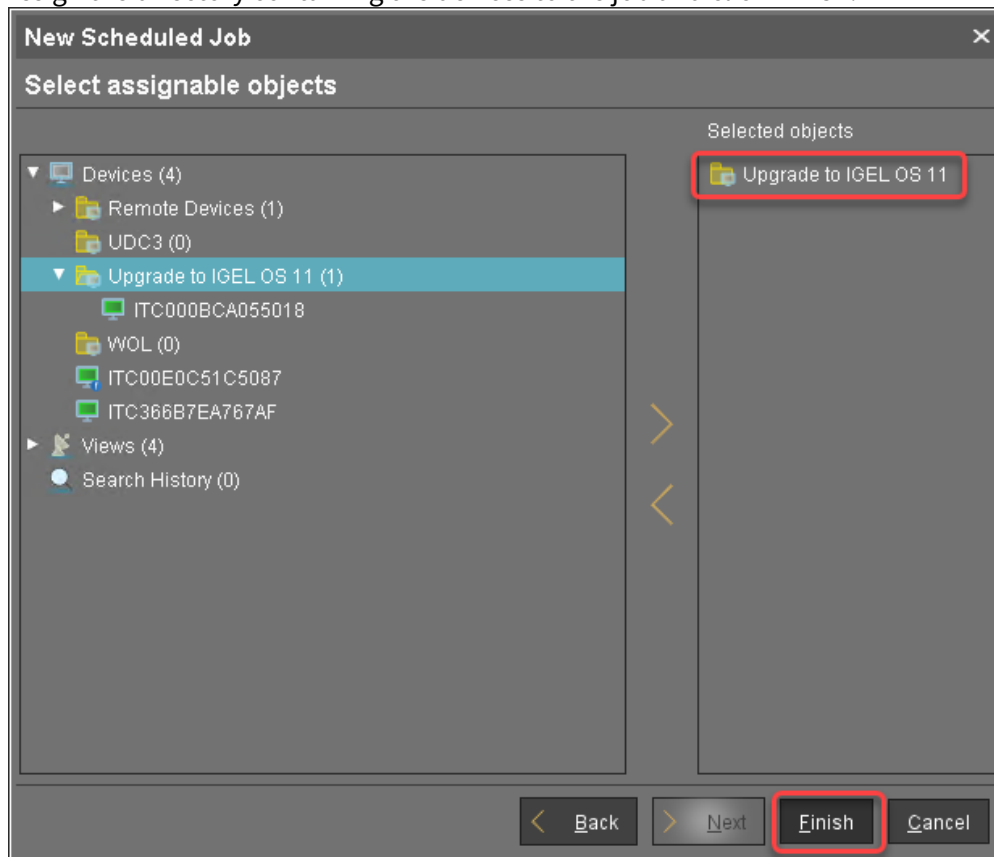 New Scheduled Job
Select assignable objects
Selected objects
Devices (4)
Remote Devices (1)
UDC3 (0)
Upgrade to IGEL OS 11 (1)
ITC000BCA055018
WOL (0)
ITC00E0C51C5087
ITC366B7EA767AF
Views (4)
Search History (0)
Upgrade to IGEL OS 11
Back
Next
Finish
Cancel